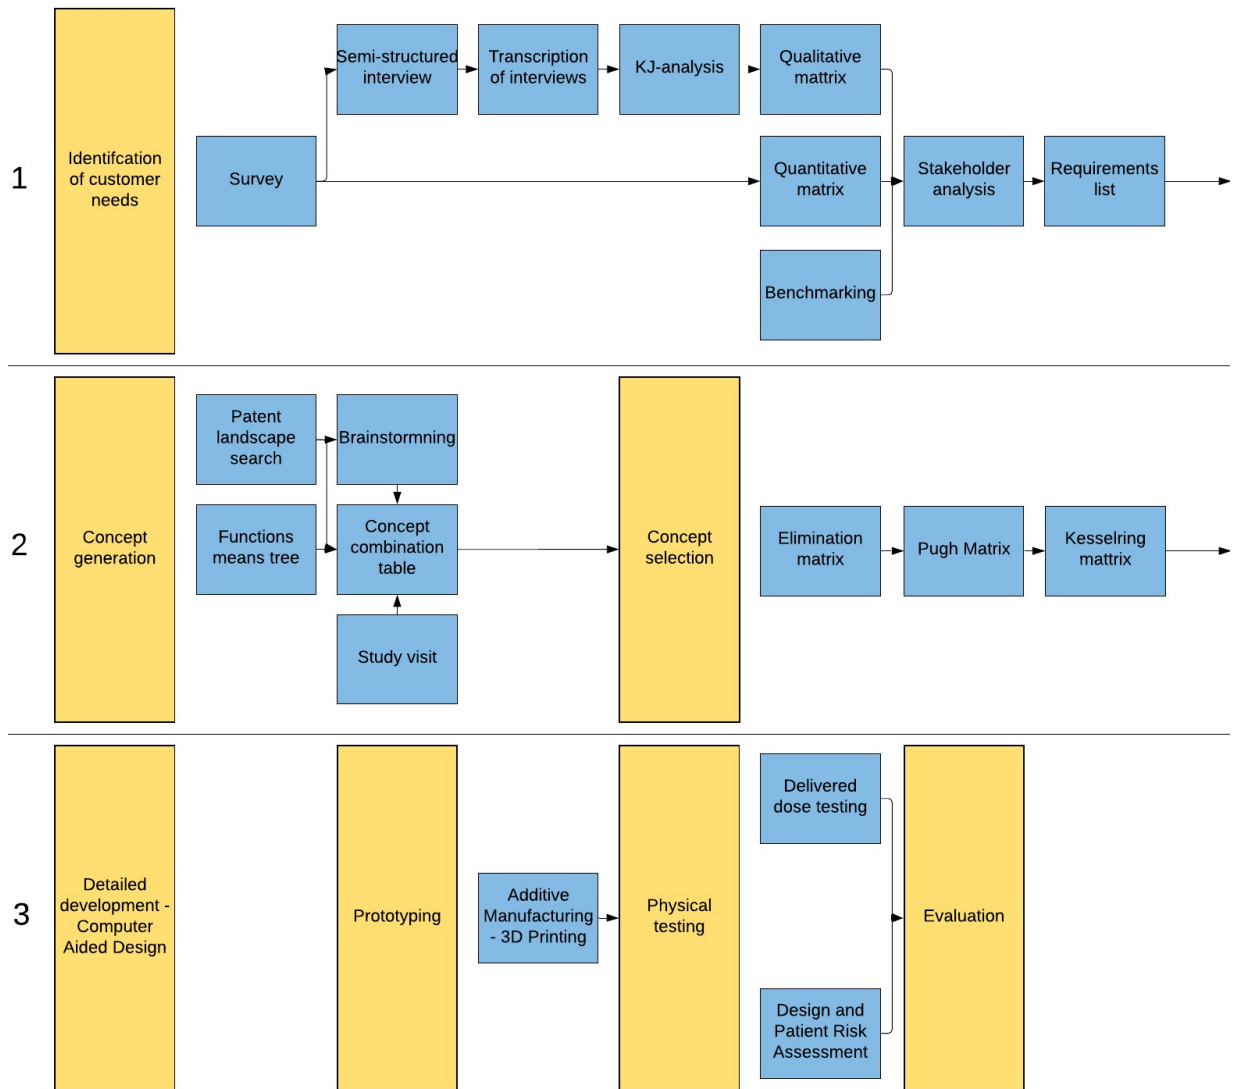 1
Identifcation
of customer
needs
Survey
Semi-structured
interview
Transcription
of interviews
KJ-analysis
Qualitative
mattrix
Quantitative
matrix
Benchmarking
Stakeholder
analysis
Requirements
list
2
Concept
generation
Patent
landscape
search
Functions
means tree
Brainstormning
Concept
combination
table
Study visit
Concept
selection
Elimination
matrix
Pugh Matrix
Kesselring
mattrix
3
Detailed
development -
Computer
Aided Design
Prototyping
Additive
Manufacturing
- 3D Printing
Physical
testing
Delivered
dose testing
Design and
Patient Risk
Assessment
Evaluation